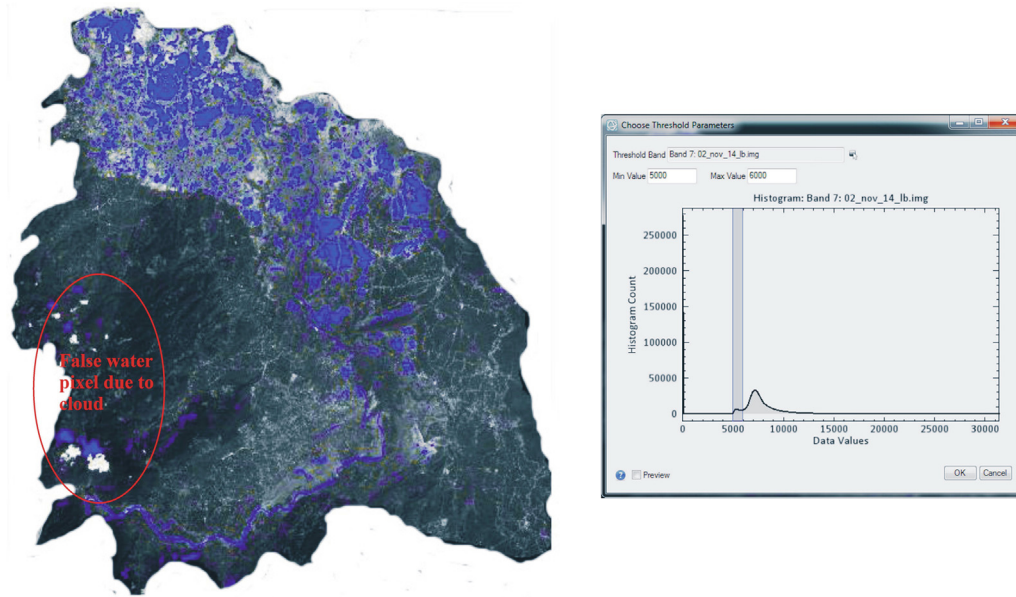 False water
pixel due to
cloud
Choose Threshold Parameters
Threshold Band Band 7: 02_nov_14_lb.img
Min Value 5000 Max Value 6000
Histogram: Band 7: 02_nov_14_lb.img
Histogram Count
250000
200000
150000
100000
50000
0
0 5000 10000 15000 20000 25000 30000
Data Values
Preview
OK Cancel